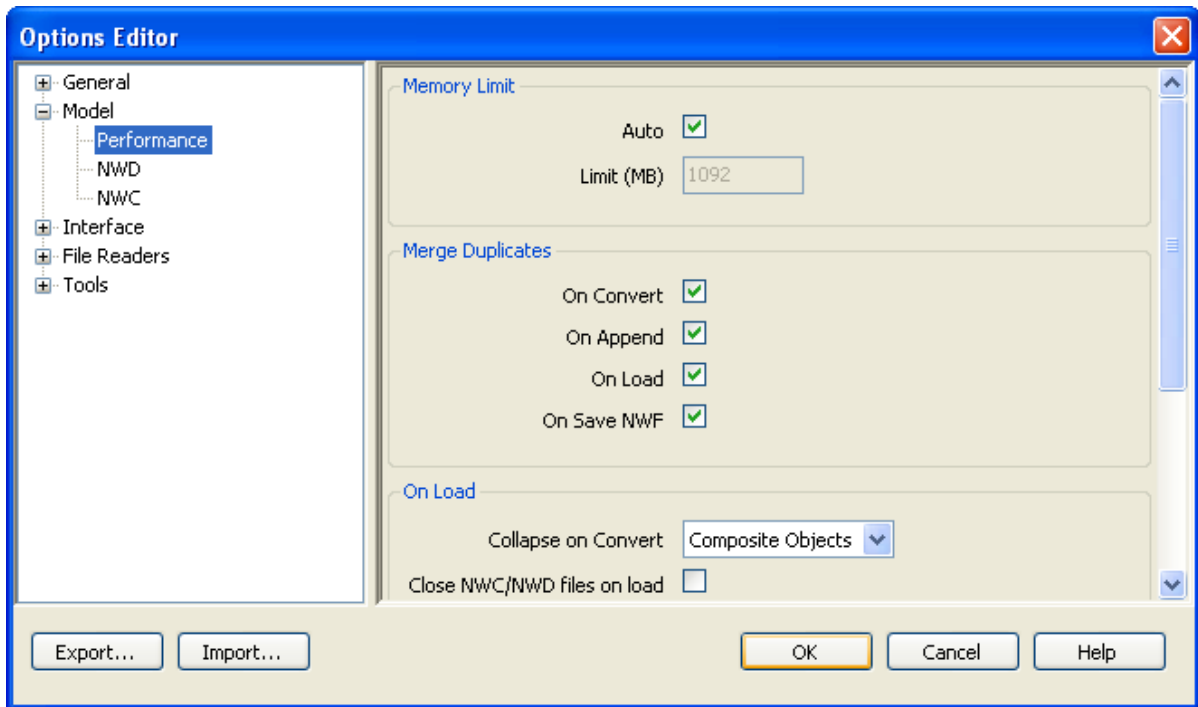 Options Editor
General
Model
Performance
NWD
NWC
Interface
File Readers
Tools
Memory Limit
Auto
Limit (MB) 1092
Merge Duplicates
On Convert
On Append
On Load
On Save NWF
On Load
Collapse on Convert Composite Objects
Close NWC/NWD files on load
Export... Import... OK Cancel Help